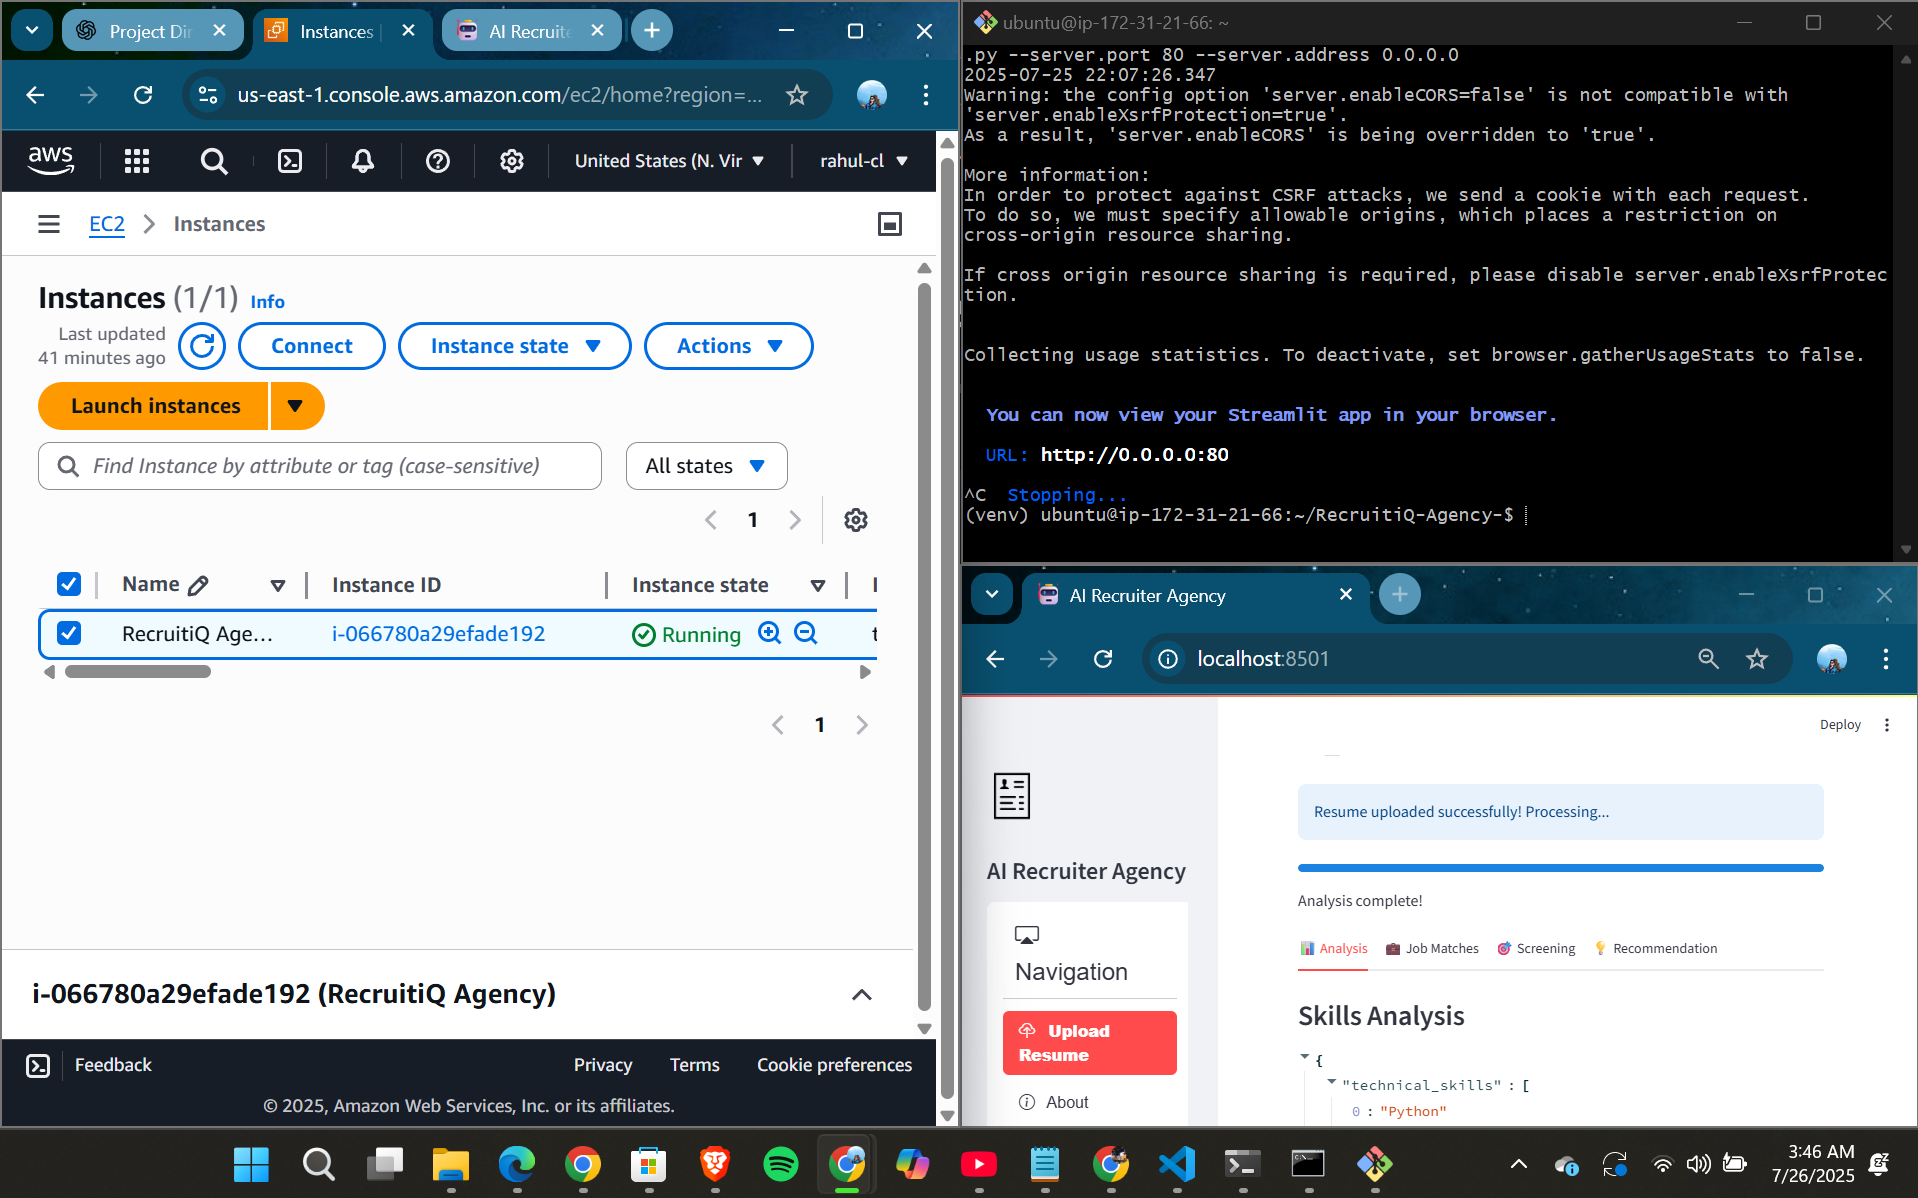 Project Dir
Instances
AI Recruite
us-east-1.console.aws.amazon.com/ec2/home?region=...
aws
United States (N. Vir
rahul-cl
EC2
Instances
Instances (1/1) Info
Last updated
41 minutes ago
Connect
Instance state
Actions
Launch instances
Find Instance by attribute or tag (case-sensitive)
All states
1
Name
Instance ID
Instance state
RecruitiQ Age...
i-066780a29efade192
Running
1
i-066780a29efade192 (RecruitiQ Agency)
Feedback
Privacy
Terms
Cookie preferences
© 2025, Amazon Web Services, Inc. or its affiliates.
ubuntu@ip-172-31-21-66: ~
.py --server.port 80 --server.address 0.0.0.0
2025-07-25 22:07:26.347
Warning: the config option 'server.enableCORS=false' is not compatible with
'server.enableXsrfProtection=true'.
As a result, 'server.enableCORS' is being overridden to 'true'.
More information:
In order to protect against CSRF attacks, we send a cookie with each request.
To do so, we must specify allowable origins, which places a restriction on
cross-origin resource sharing.
If cross origin resource sharing is required, please disable server.enableXsrfProtec
tion.
Collecting usage statistics. To deactivate, set browser.gatherUsageStats to false.
You can now view your Streamlit app in your browser.
URL: http://0.0.0.0:80
^C  Stopping...
(venv) ubuntu@ip-172-31-21-66:~/RecruitiQ-Agency-$
AI Recruiter Agency
localhost:8501
Deploy
AI Recruiter Agency
Navigation
Upload
Resume
About
Resume uploaded successfully! Processing...
Analysis complete!
Analysis
Job Matches
Screening
Recommendation
Skills Analysis
{
"technical_skills" : [
0 : "Python"
3:46 AM
7/26/2025